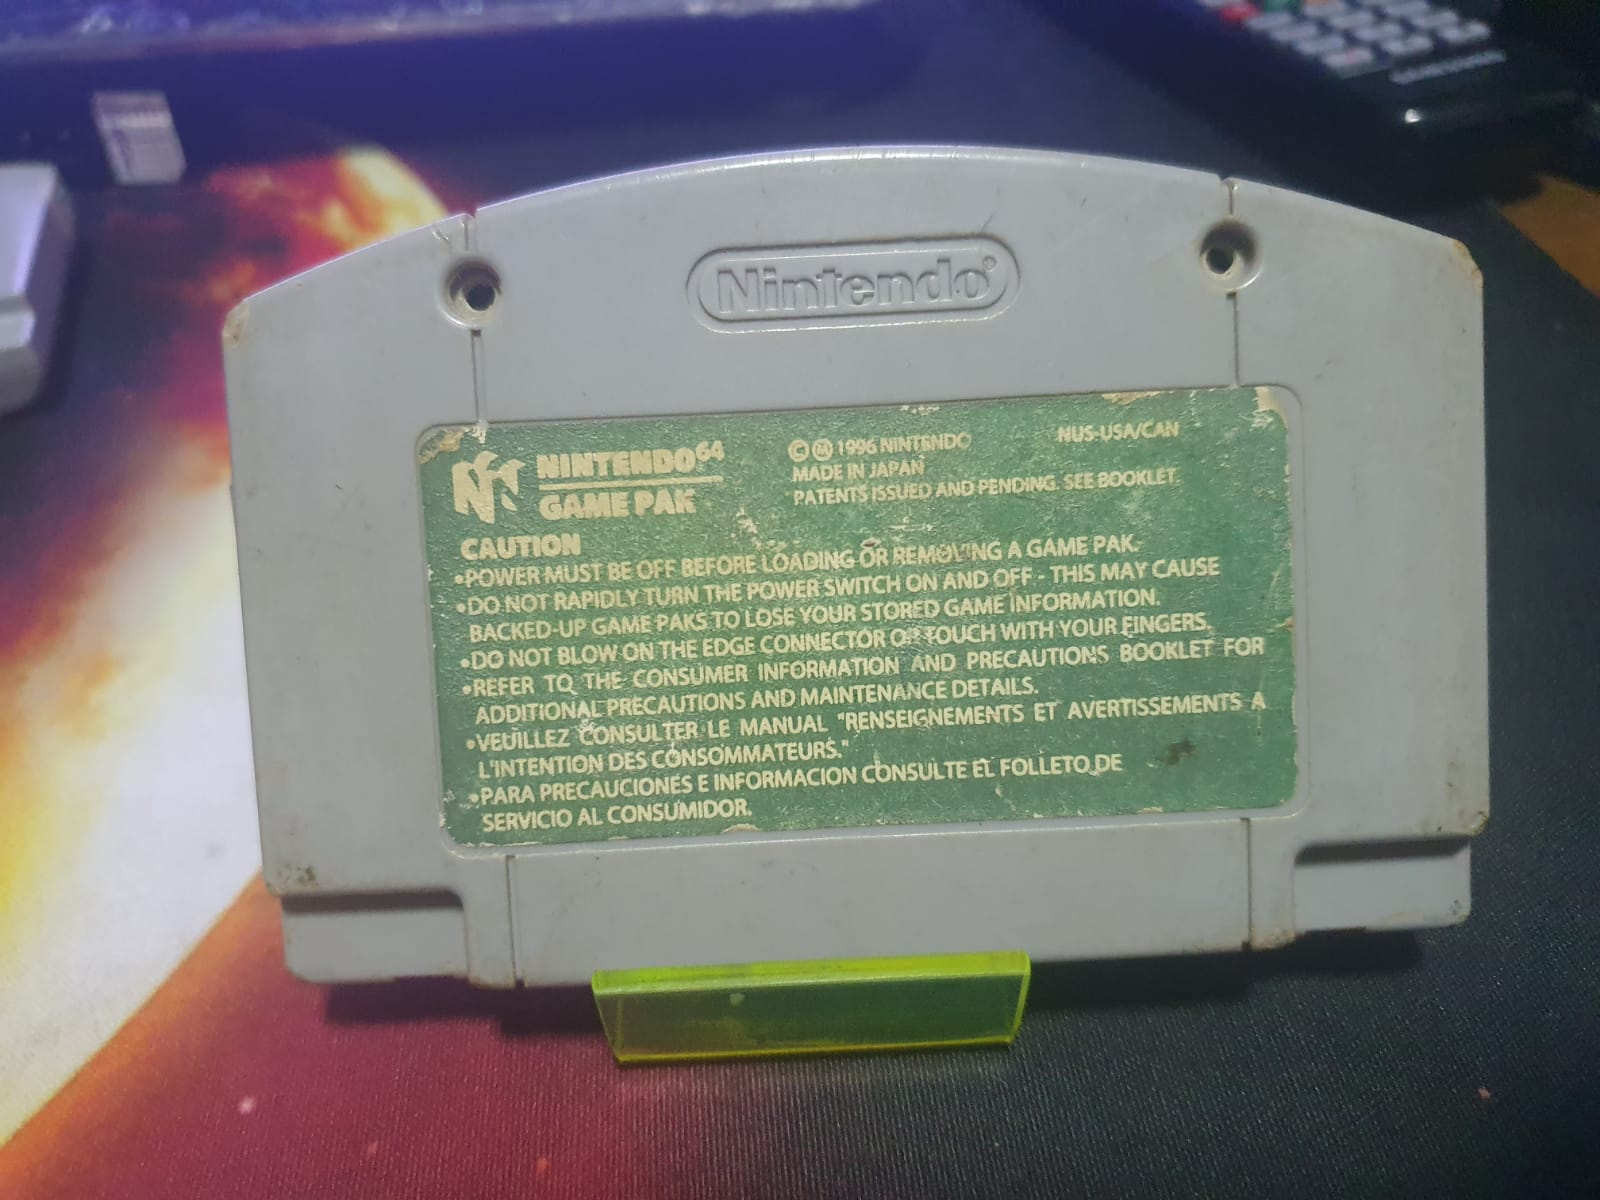 Nintendo®
NINTENDO64
GAME PAK
©Ⓜ 1996 NINTENDO
MADE IN JAPAN
PATENTS ISSUED AND PENDING. SEE BOOKLET.
NUS-USA/CAN
CAUTION
•POWER MUST BE OFF BEFORE LOADING OR REMOVING A GAME PAK.
•DO NOT RAPIDLY TURN THE POWER SWITCH ON AND OFF - THIS MAY CAUSE
BACKED-UP GAME PAKS TO LOSE YOUR STORED GAME INFORMATION.
•DO NOT BLOW ON THE EDGE CONNECTOR OR TOUCH WITH YOUR FINGERS.
•REFER TO THE CONSUMER INFORMATION AND PRECAUTIONS BOOKLET FOR
ADDITIONAL PRECAUTIONS AND MAINTENANCE DETAILS.
•VEUILLEZ CONSULTER LE MANUAL "RENSEIGNEMENTS ET AVERTISSEMENTS A
L'INTENTION DES CONSOMMATEURS."
•PARA PRECAUCIONES E INFORMACION CONSULTE EL FOLLETO DE
SERVICIO AL CONSUMIDOR.